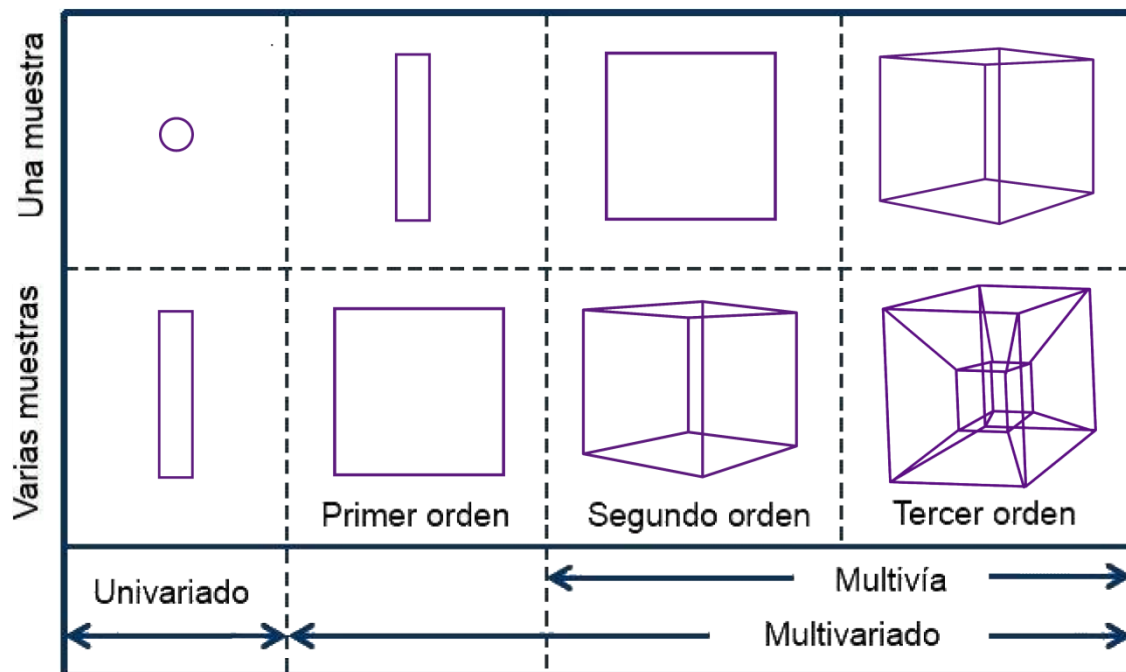 Una muestra
Varias muestras
Primer orden
Segundo orden
Tercer orden
Univariado
Multivía
Multivariado